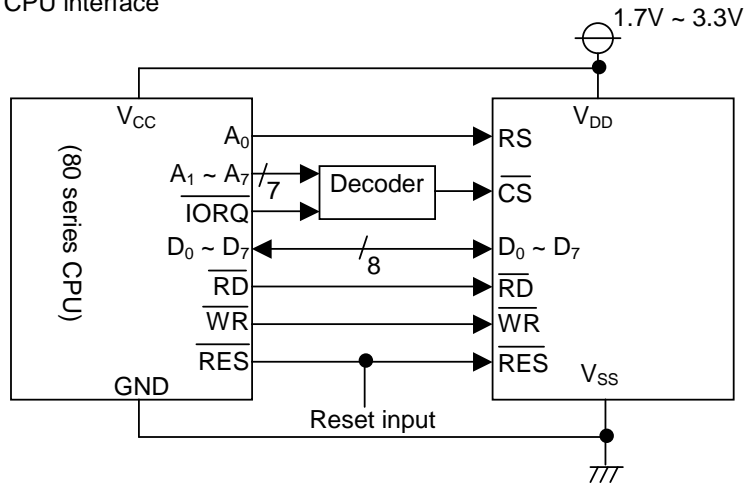 CPU interface
1.7V ~ 3.3V
VCC
VDD
(80 series CPU)
A0
RS
A1 ~ A7
7
Decoder
CS
IORQ
D0 ~ D7
8
D0 ~ D7
RD
RD
WR
WR
RES
RES
GND
VSS
Reset input